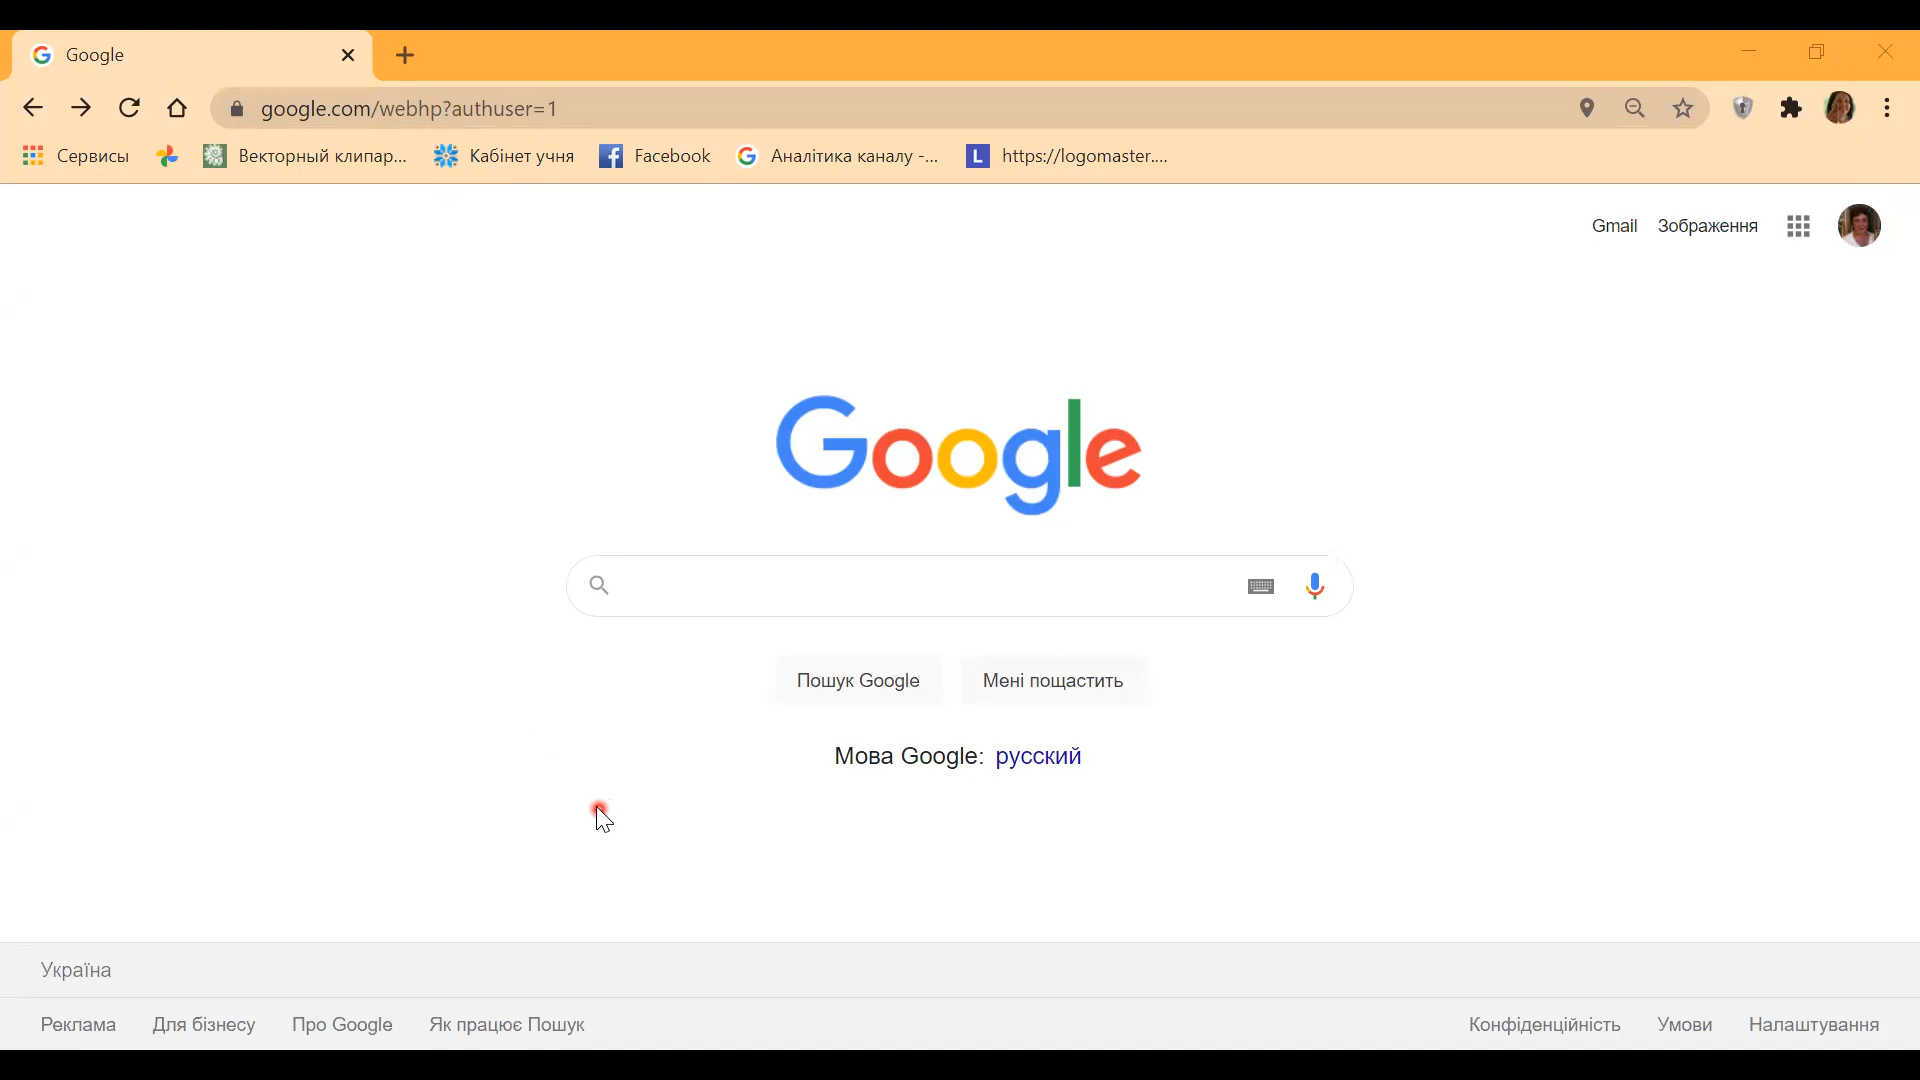 Google
google.com/webhp?authuser=1
Сервисы Векторный клипар... Кабінет учня Facebook Аналітика каналу -... L https://logomaster....
Gmail Зображення
Google
Пошук Google Мені пощастить
Мова Google: русский
Україна
Реклама Для бізнесу Про Google Як працює Пошук Конфіденційність Умови Налаштування